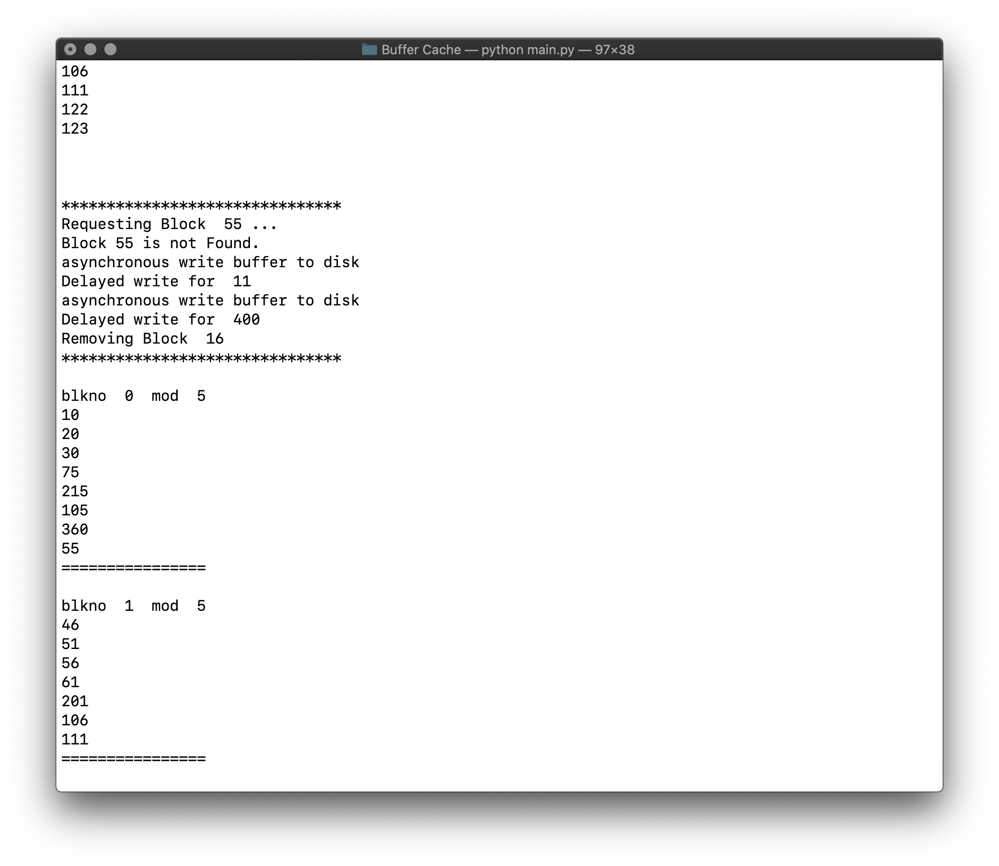 Buffer Cache — python main.py — 97×38
106
111
122
123
*******************************
Requesting Block  55 ...
Block 55 is not Found.
asynchronous write buffer to disk
Delayed write for  11
asynchronous write buffer to disk
Delayed write for  400
Removing Block  16
*******************************
blkno  0  mod  5
10
20
30
75
215
105
360
55
================
blkno  1  mod  5
46
51
56
61
201
106
111
================